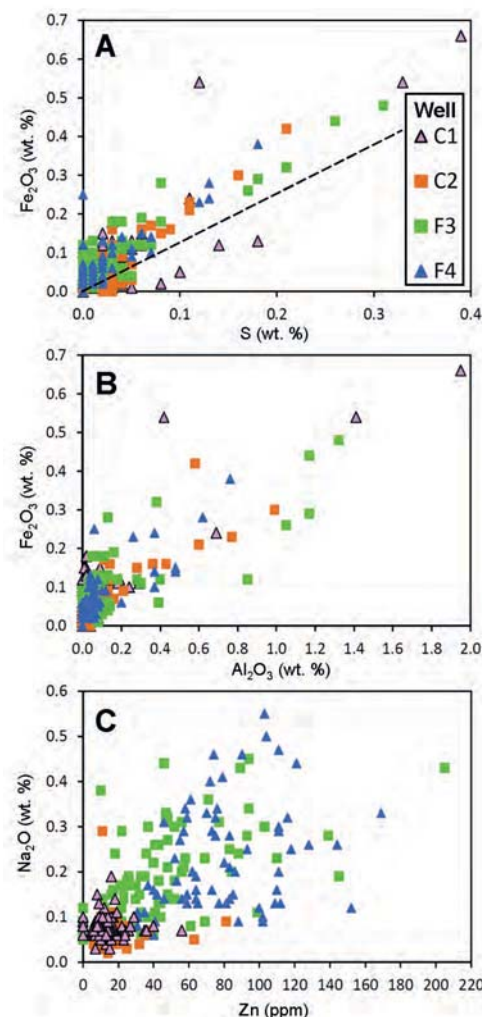 A
0.7
0.6
0.5
0.4
0.3
0.2
0.1
0.0
Fe₂O₃ (wt. %)
Well
C1
C2
F3
F4
0.0 0.1 0.2 0.3 0.4
S (wt. %)
B
0.7
0.6
0.5
0.4
0.3
0.2
0.1
0.0
Fe₂O₃ (wt. %)
0.0 0.2 0.4 0.6 0.8 1.0 1.2 1.4 1.6 1.8 2.0
Al₂O₃ (wt. %)
C
0.6
0.5
0.4
0.3
0.2
0.1
0.0
Na₂O (wt. %)
0 20 40 60 80 100 120 140 160 180 200 220
Zn (ppm)